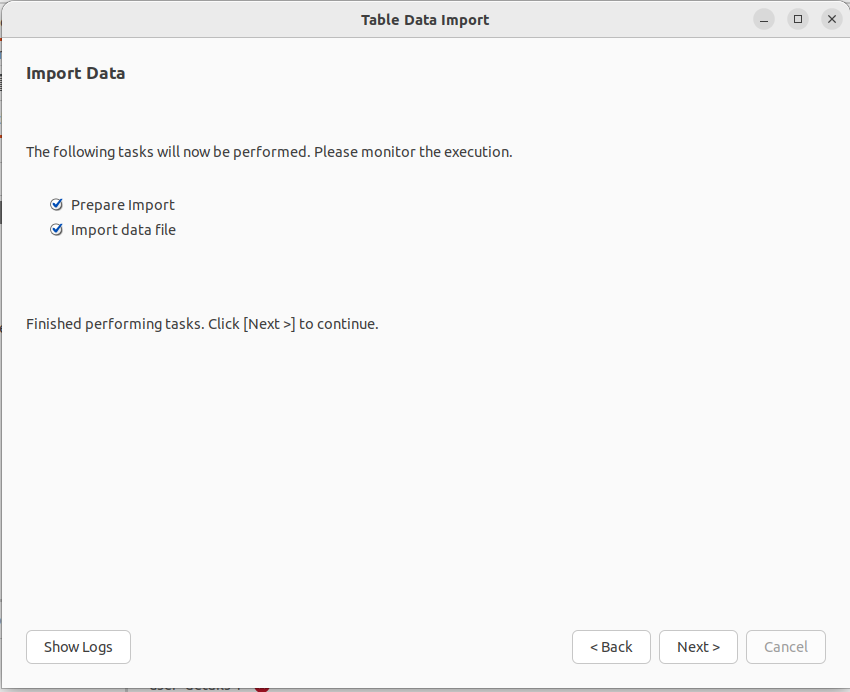 Table Data Import
Import Data
The following tasks will now be performed. Please monitor the execution.
Prepare Import
Import data file
Finished performing tasks. Click [Next >] to continue.
Show Logs
< Back
Next >
Cancel